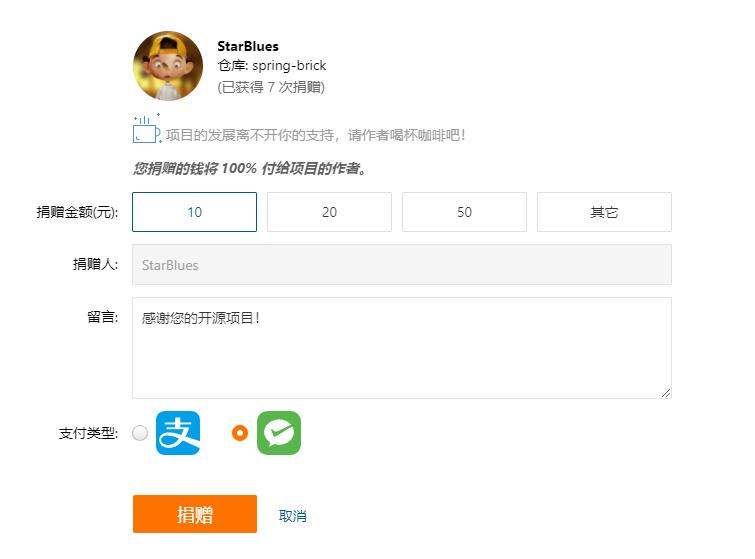 StarBlues
仓库: spring-brick
(已获得 7 次捐赠)
项目的发展离不开你的支持，请作者喝杯咖啡吧！
您捐赠的钱将 100% 付给项目的作者。
捐赠金额(元): 10 20 50 其它
捐赠人: StarBlues
留言: 感谢您的开源项目！
支付类型: 支
捐赠 取消